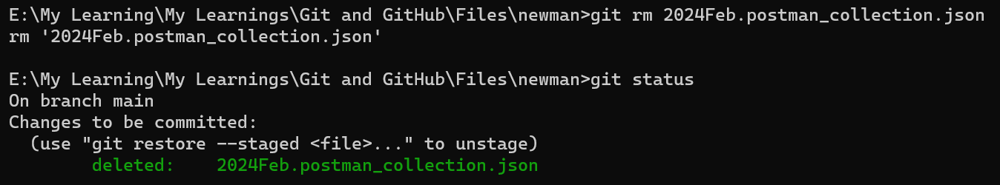 E:\My Learning\My Learnings\Git and GitHub\Files\newman>git rm 2024Feb.postman_collection.json
rm '2024Feb.postman_collection.json'
E:\My Learning\My Learnings\Git and GitHub\Files\newman>git status
On branch main
Changes to be committed:
  (use "git restore --staged <file>..." to unstage)
        deleted:    2024Feb.postman_collection.json